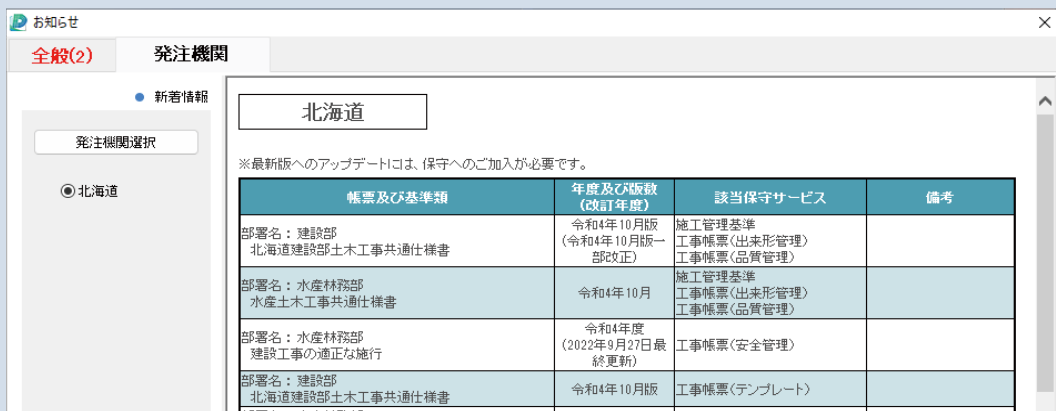 お知らせ
全般(2)
発注機関
新着情報
発注機関選択
北海道
北海道
※最新版へのアップデートには、保守へのご加入が必要です。
帳票及び基準類
年度及び版数
(改訂年度)
該当保守サービス
備考
部署名：建設部
北海道建設部土木工事共通仕様書
令和4年10月版
(令和4年10月版一
部改正)
施工管理基準
工事帳票(出来形管理)
工事帳票(品質管理)
部署名：水産林務部
水産土木工事共通仕様書
令和4年10月
施工管理基準
工事帳票(出来形管理)
工事帳票(品質管理)
部署名：水産林務部
建設工事の適正な施行
令和4年度
(2022年9月27日最
終更新)
工事帳票(安全管理)
部署名：建設部
北海道建設部土木工事共通仕様書
令和4年10月版
工事帳票(テンプレート)